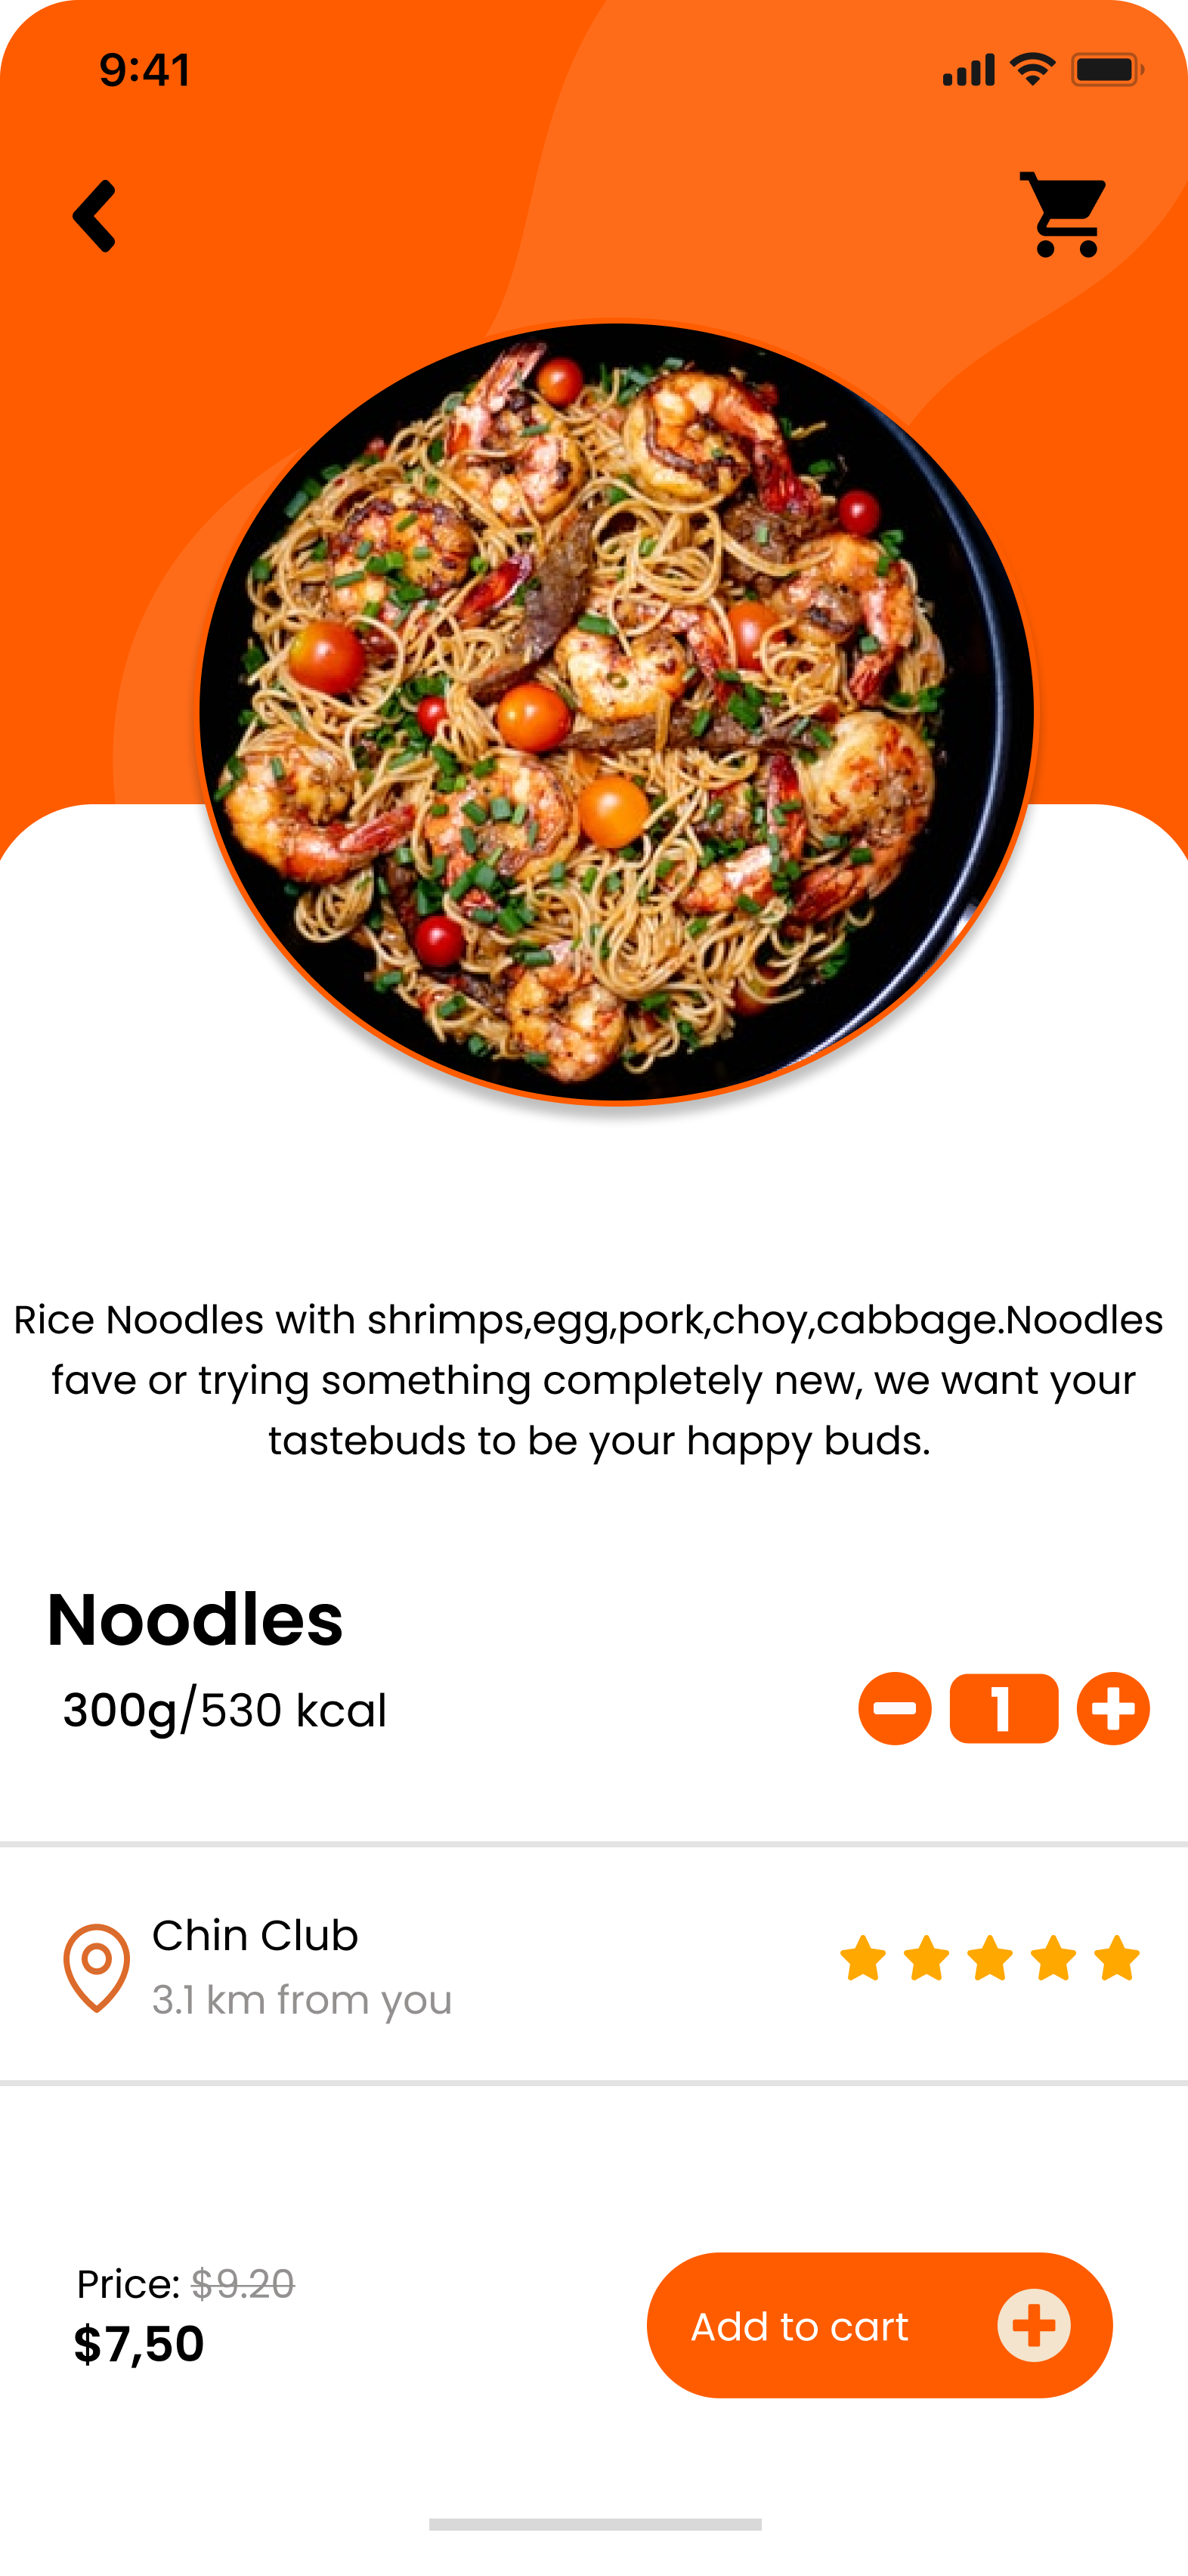 9:41
Rice Noodles with shrimps,egg,pork,choy,cabbage.Noodles
fave or trying something completely new, we want your
tastebuds to be your happy buds.
Noodles
300g/530 kcal
1
Chin Club
3.1 km from you
Price: $9.20
$7,50
Add to cart